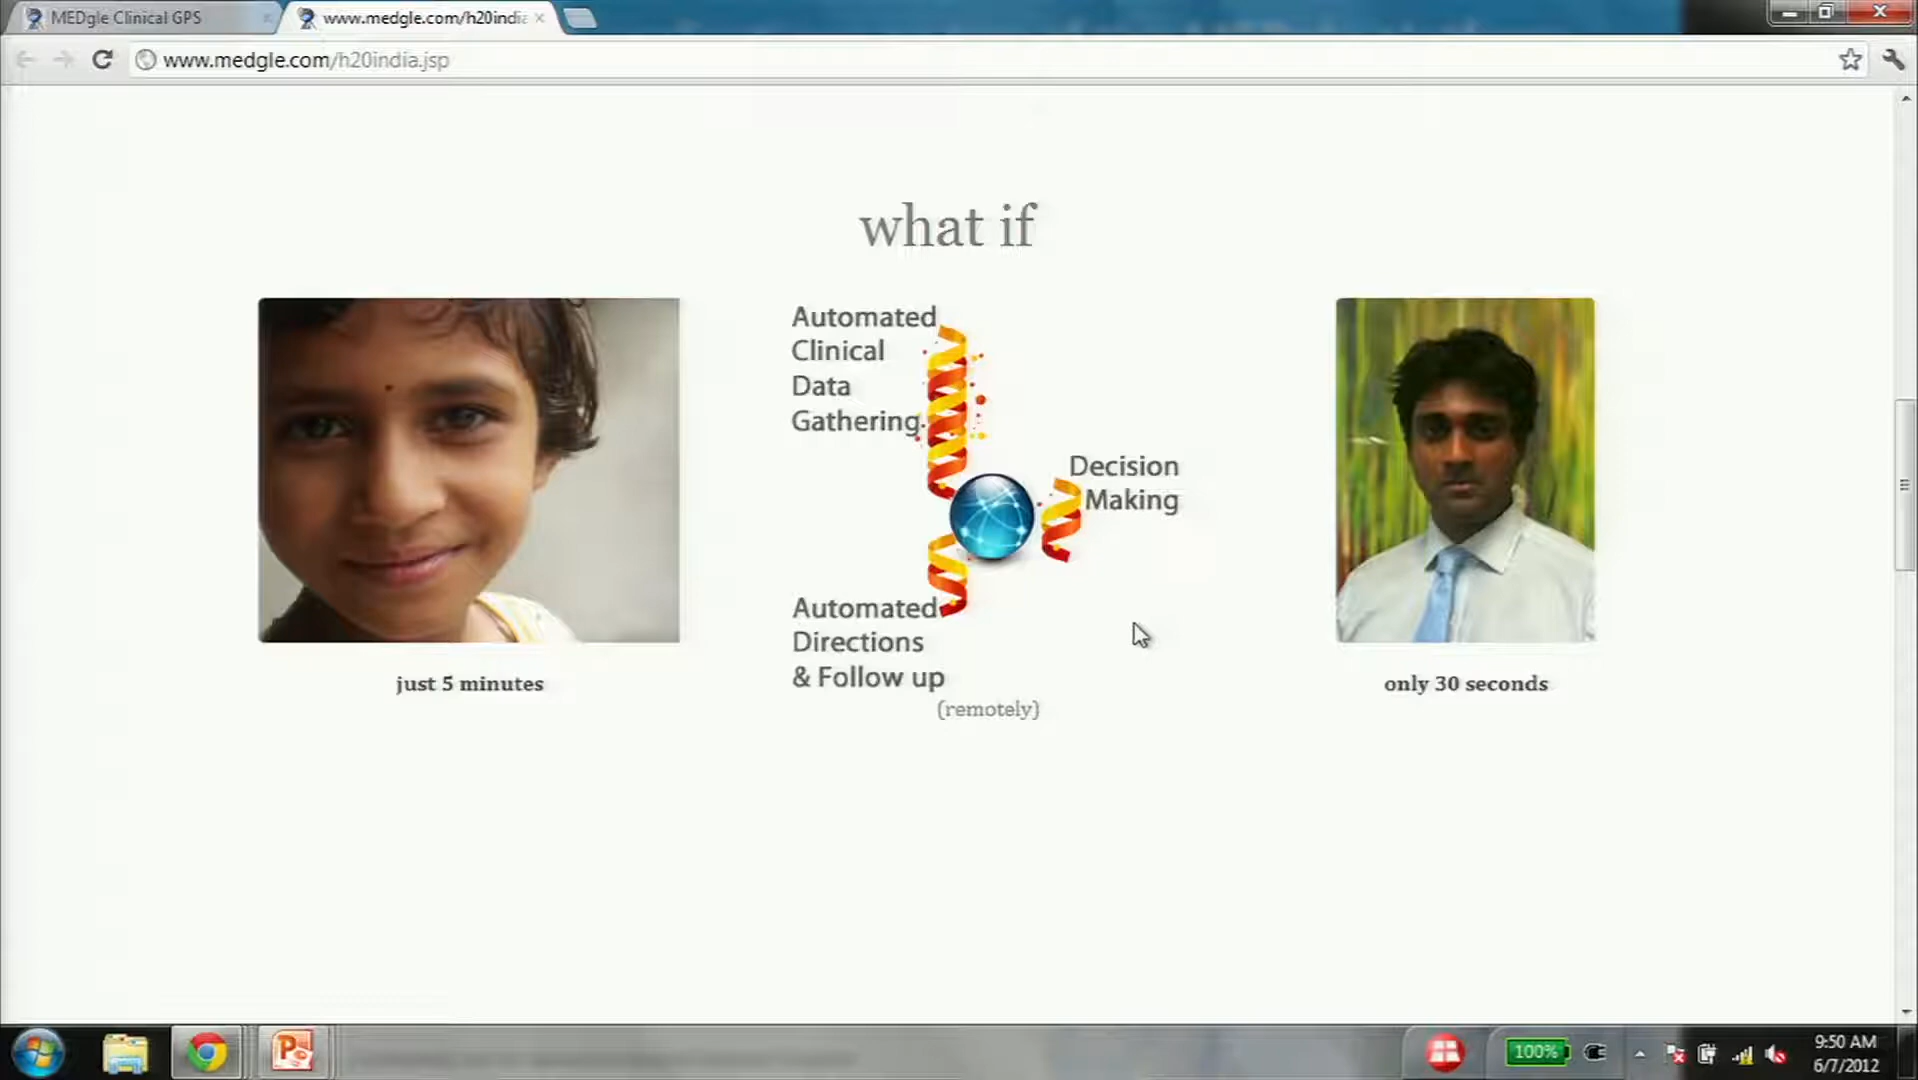 MEDgle Clinical GPS
www.medgle.com/h20india
www.medgle.com/h20india.jsp
what if
Automated
Clinical
Data
Gathering
Decision
Making
Automated
Directions
& Follow up
(remotely)
just 5 minutes
only 30 seconds
100%
9:50 AM
6/7/2012